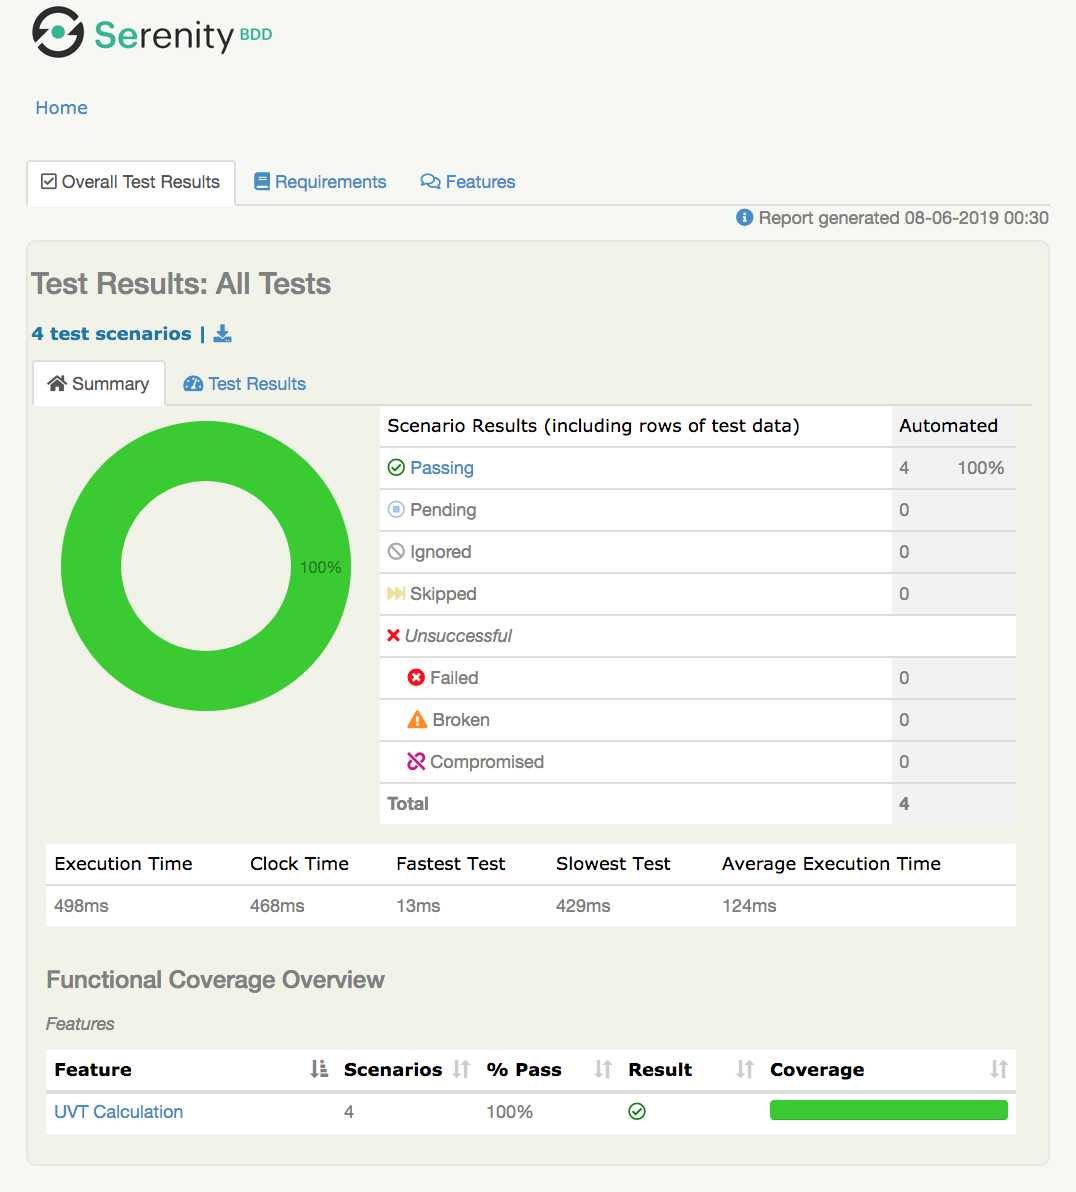 Serenity BDD
Home
Overall Test Results Requirements Features
Report generated 08-06-2019 00:30
Test Results: All Tests
4 test scenarios |
Summary Test Results
Scenario Results (including rows of test data) Automated
Passing 4 100%
Pending 0
Ignored 0
Skipped 0
Unsuccessful
Failed 0
Broken 0
Compromised 0
Total 4
100%
Execution Time Clock Time Fastest Test Slowest Test Average Execution Time
498ms 468ms 13ms 429ms 124ms
Functional Coverage Overview
Features
Feature Scenarios % Pass Result Coverage
UVT Calculation 4 100%